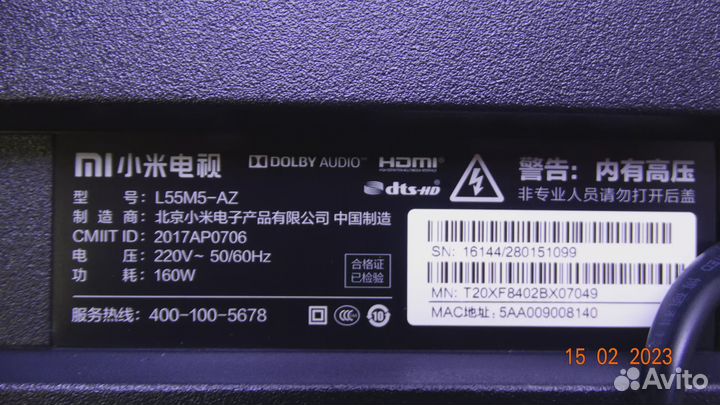 小米电视
DOLBY AUDIO
HDMI
dts-HD
警告：内有高压
非专业人员请勿打开后盖
型 号：L55M5-AZ
制 造 商：北京小米电子产品有限公司 中国制造
CMIIT ID：2017AP0706
电 压：220V~ 50/60Hz
功 耗：160W
合格证
已检验
服务热线：400-100-5678
10
SN: 16144/280151099
MN: T20XF8402BX07049
MAC地址: 5AA009008140
15 02 2023
Avito